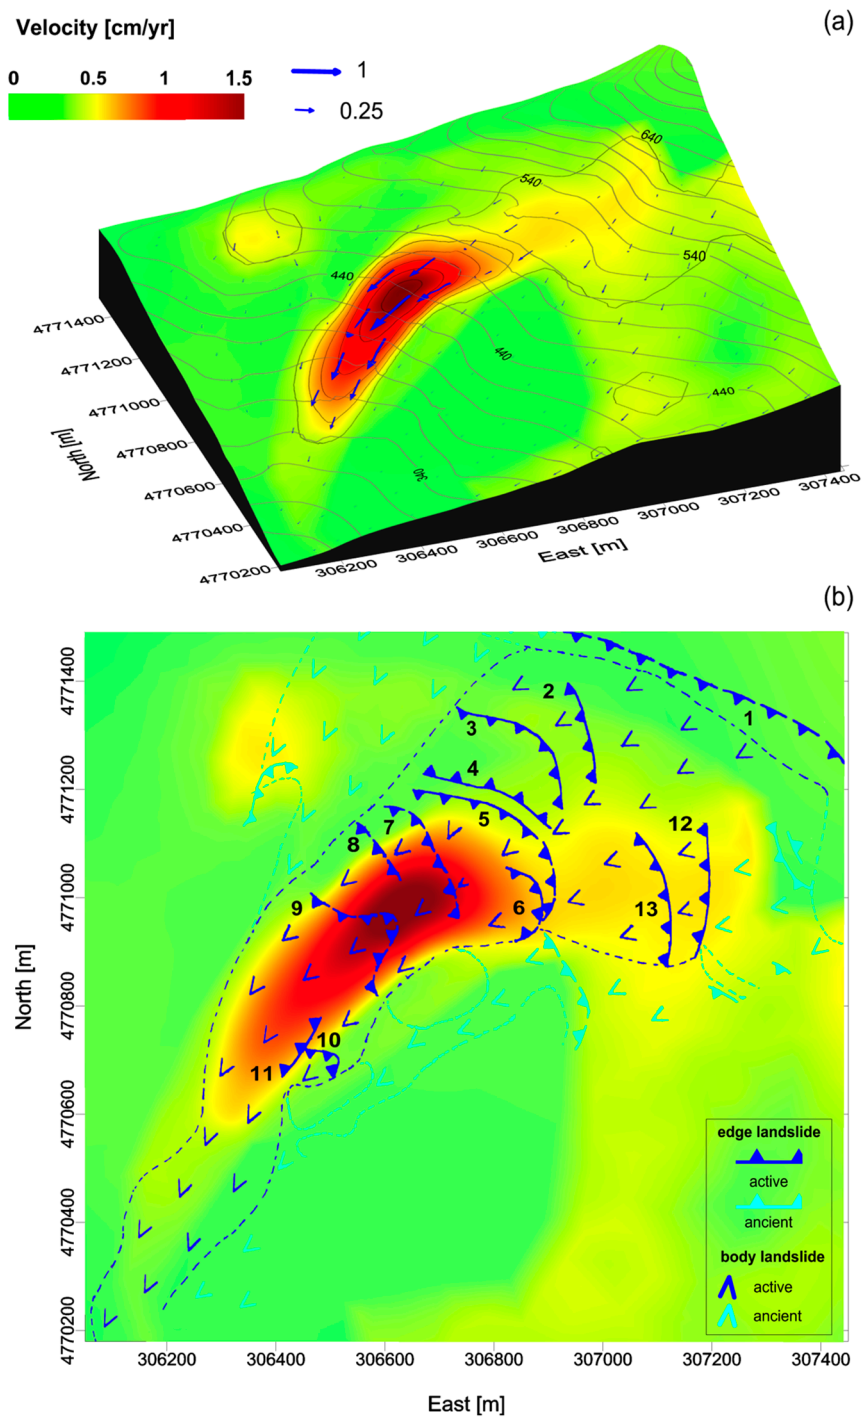 (a)
Velocity [cm/yr]
0 0.5 1 1.5
1
0.25
640
540
540
440
440
440
340
4771400
4771200
4771000
4770800
4770600
4770400
4770200
North [m]
306200 306400 306600 306800 307000 307200 307400
East [m]
(b)
4771400
4771200
4771000
4770800
4770600
4770400
4770200
North [m]
1
2
3
4
5
6
7
8
9
10
11
12
13
edge landslide
active
ancient
body landslide
active
ancient
306200 306400 306600 306800 307000 307200 307400
East [m]